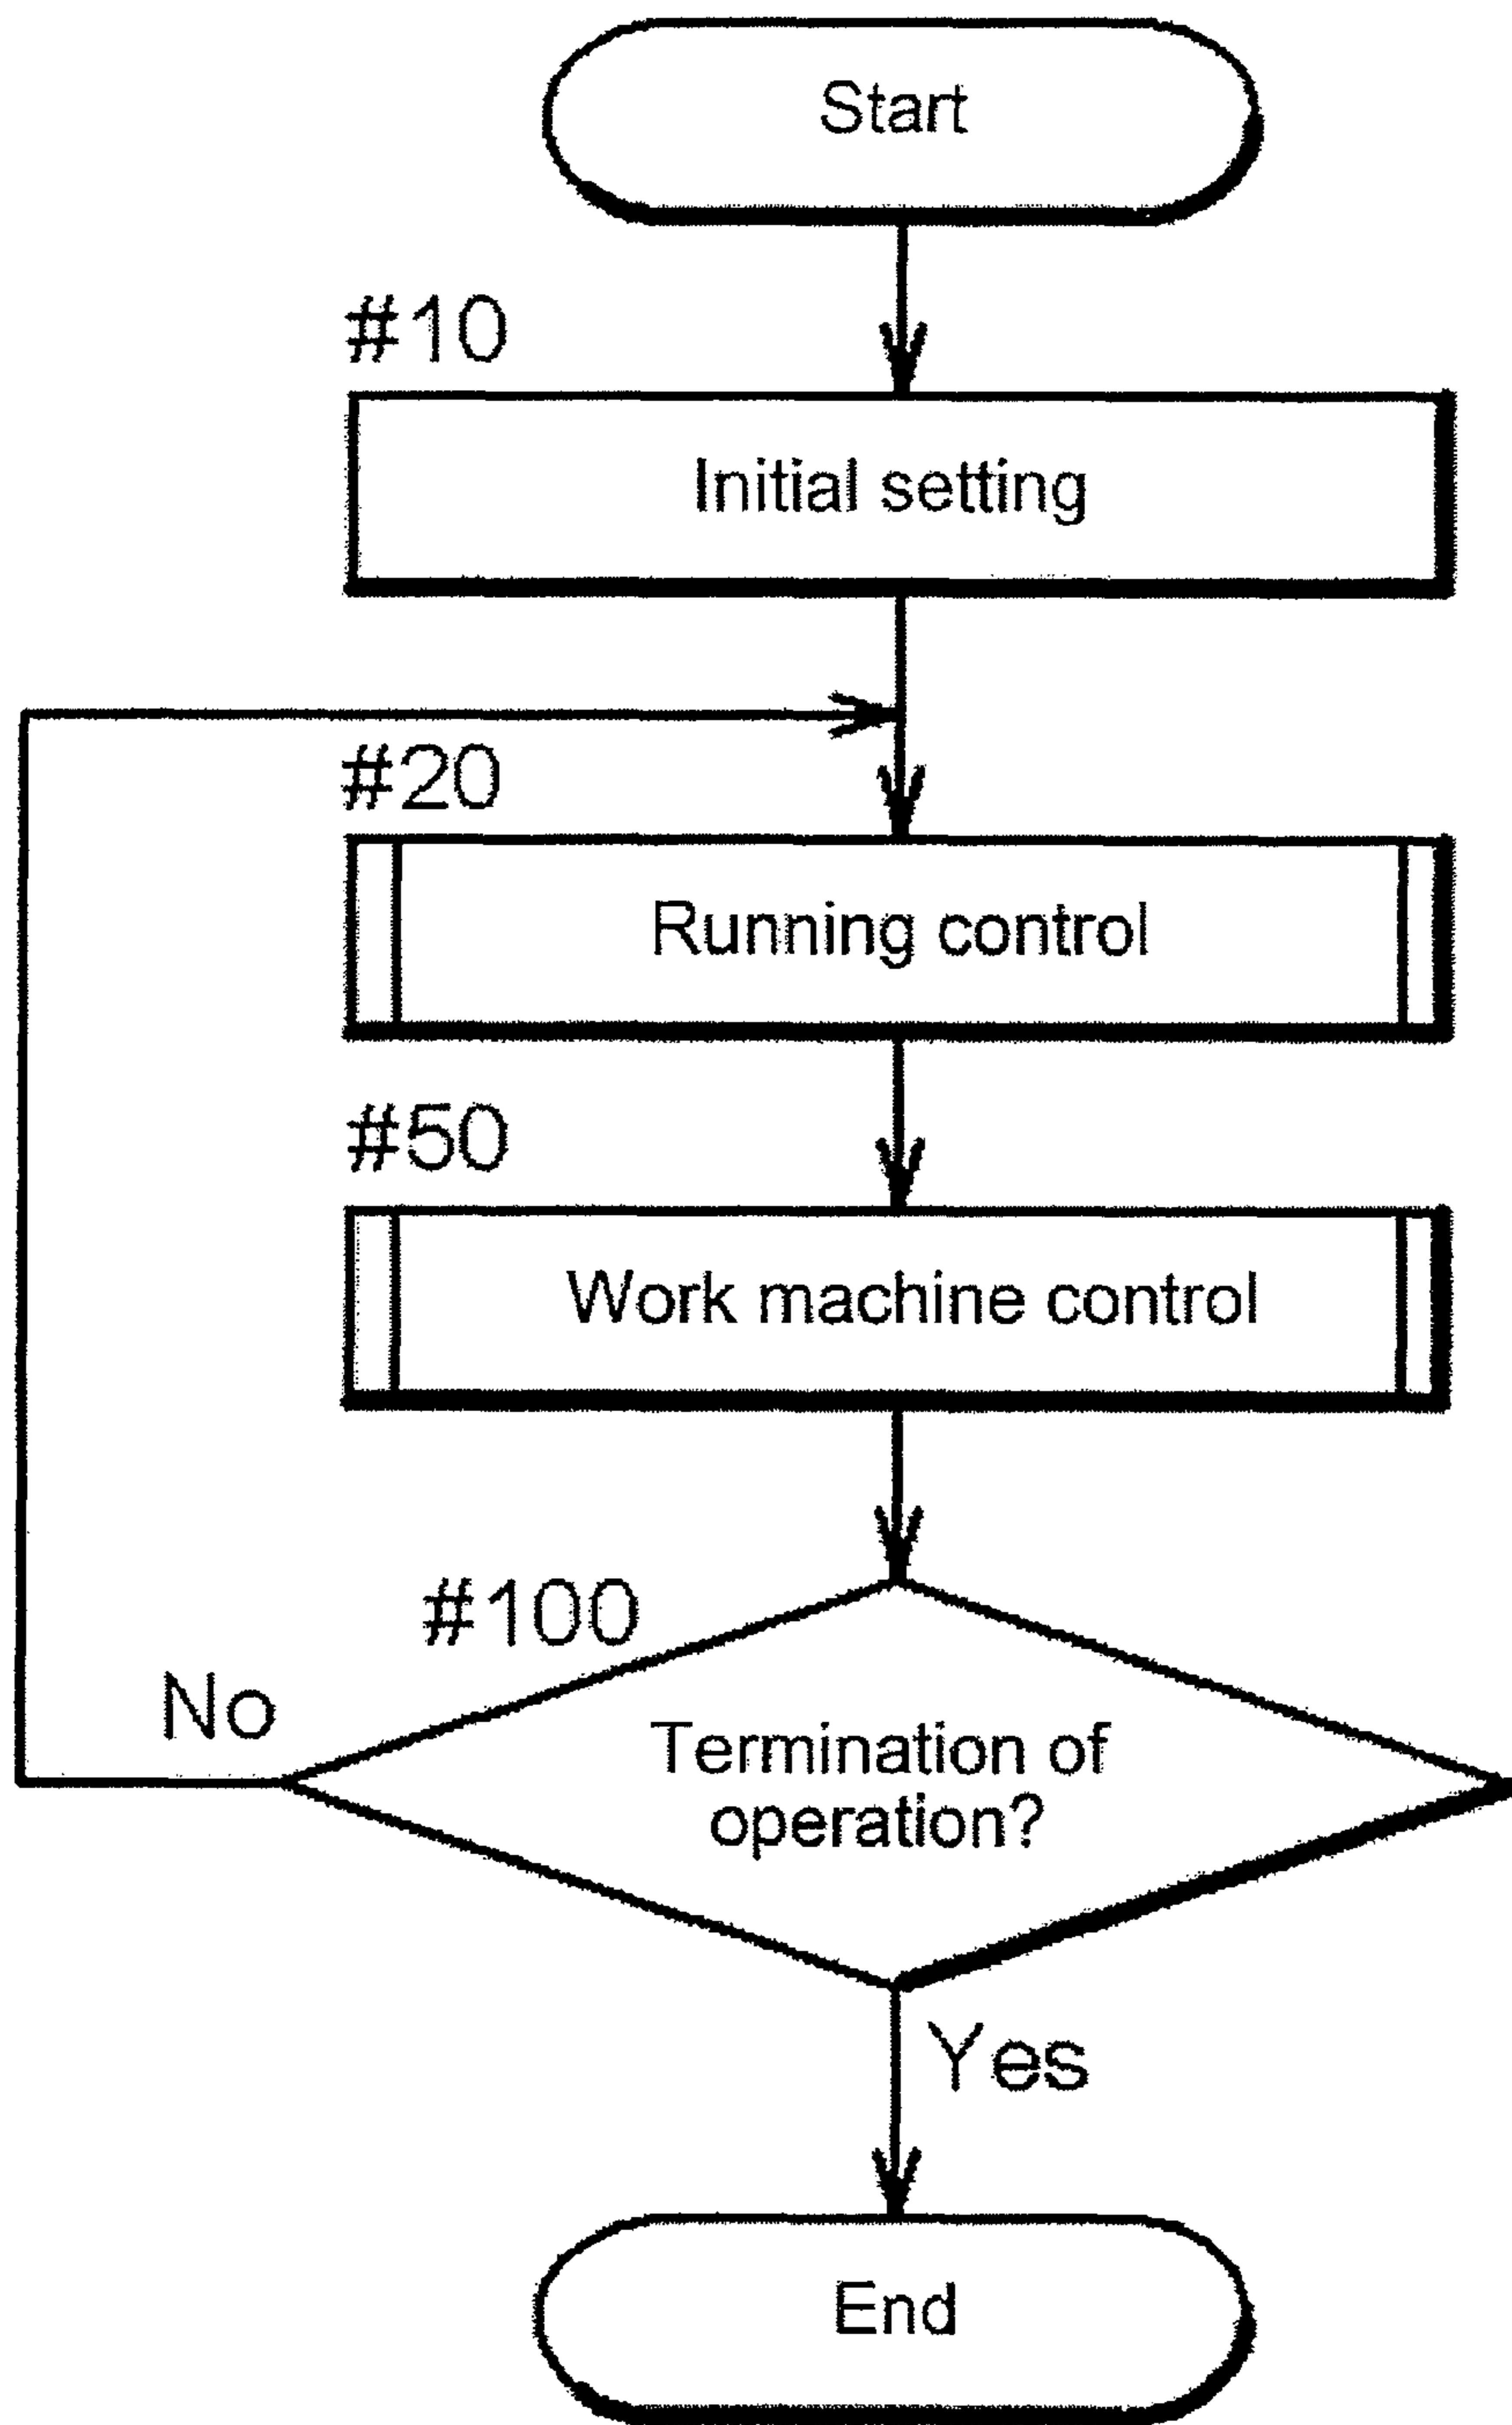 Start
#10
Initial setting
#20
Running control
#50
Work machine control
#100
No
Termination of
operation?
Yes
End